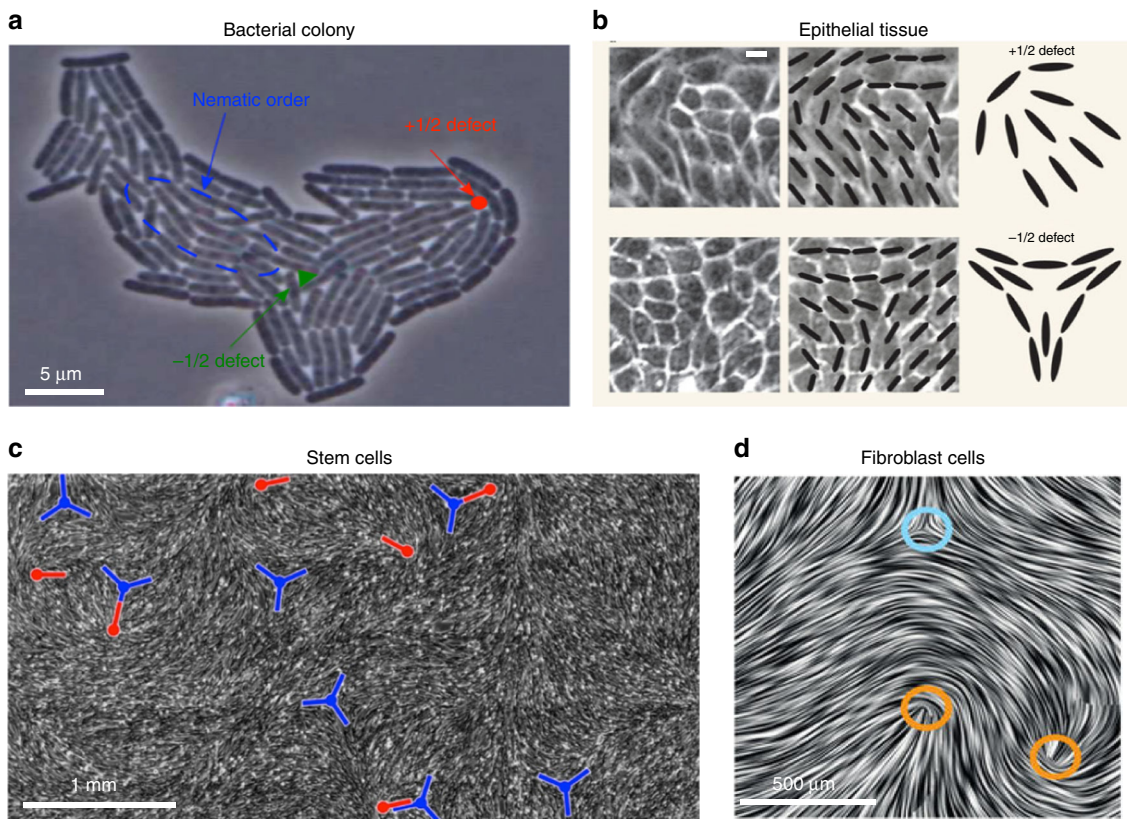 a
Bacterial colony
Nematic order
+1/2 defect
−1/2 defect
5 μm
b
Epithelial tissue
+1/2 defect
−1/2 defect
c
Stem cells
1 mm
d
Fibroblast cells
500 μm